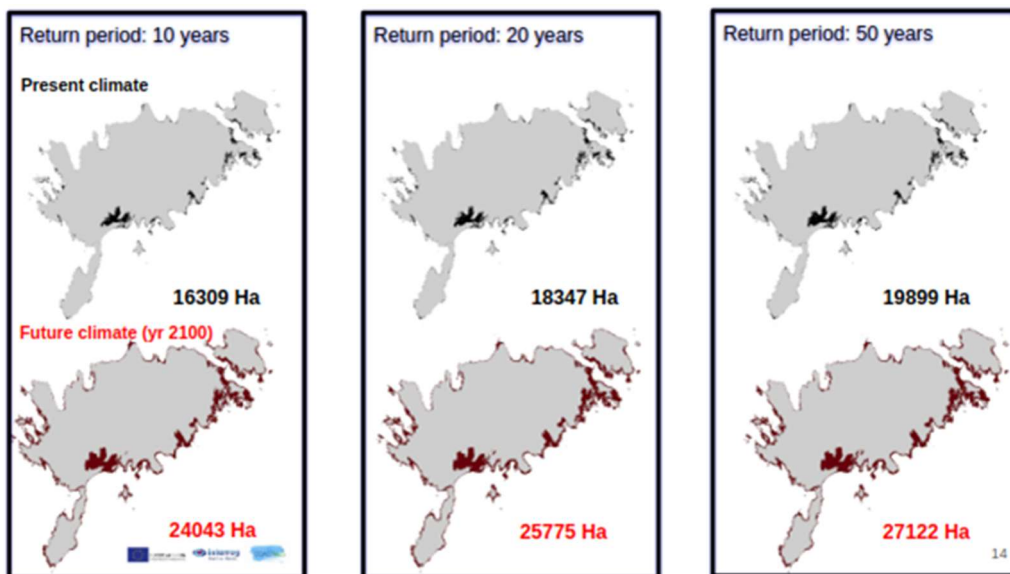 Return period: 10 years
Present climate
16309 Ha
Future climate (yr 2100)
24043 Ha
Return period: 20 years
18347 Ha
25775 Ha
Return period: 50 years
19899 Ha
27122 Ha
14